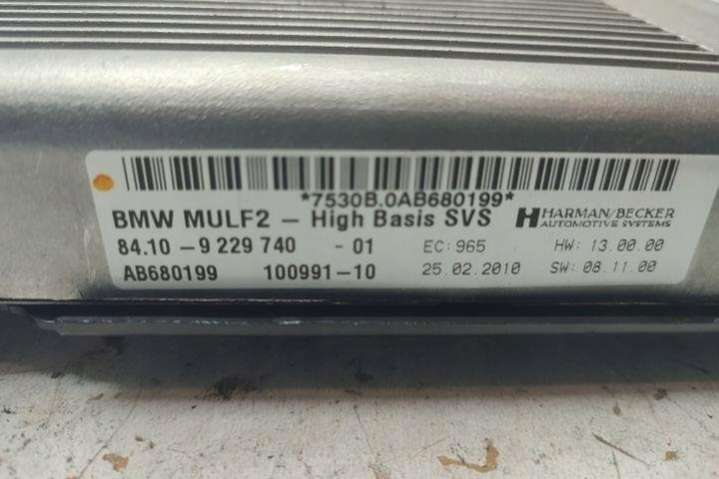 *7530B.0AB680199*
BMW MULF2 – High Basis SVS HARMAN/BECKER
AUTOMOTIVE SYSTEMS
84.10 – 9 229 740 - 01 EC: 965 HW: 13.00.00
AB680199 100991-10 25.02.2010 SW: 08.11.00